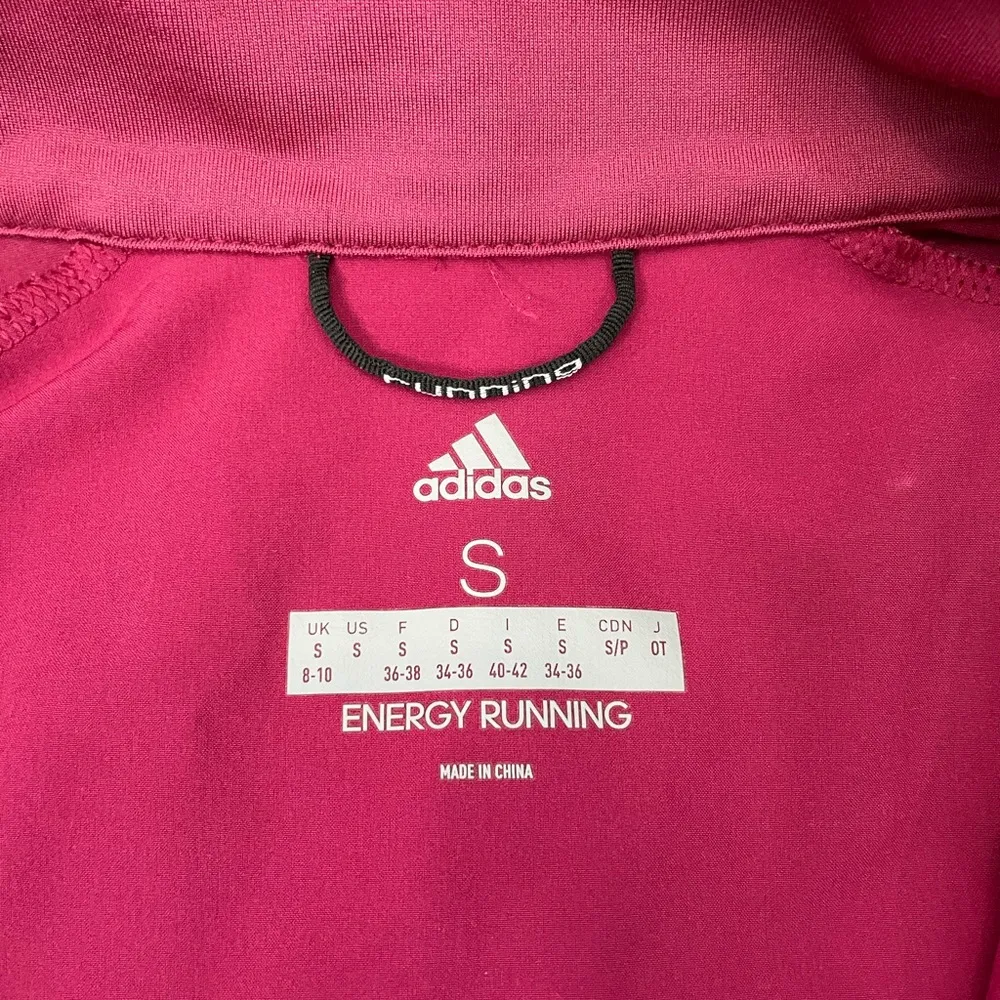 running
adidas
S
UK US F D I E CDN J
S S S S S S S/P OT
8-10 36-38 34-36 40-42 34-36
ENERGY RUNNING
MADE IN CHINA